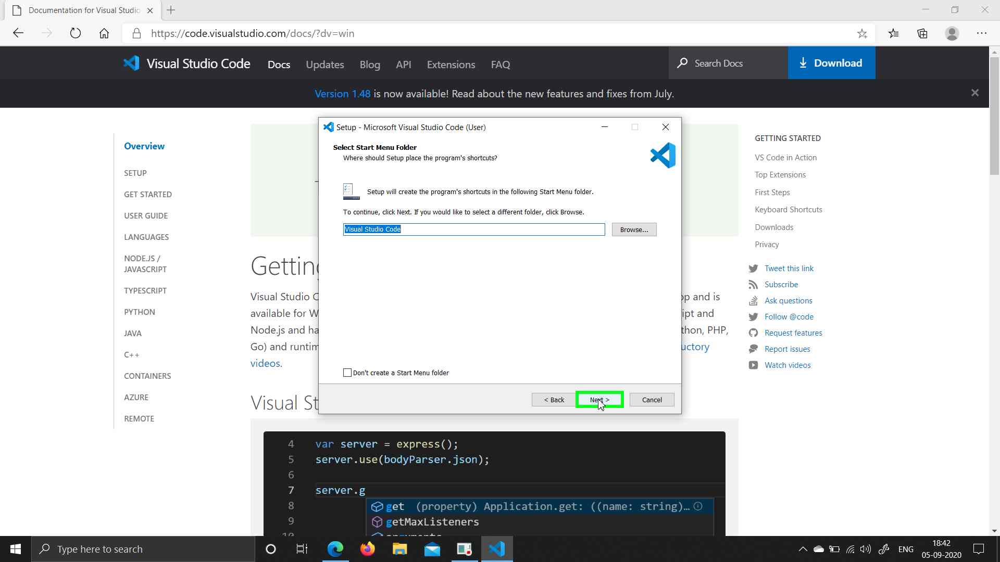 Documentation for Visual Studio
https://code.visualstudio.com/docs/?dv=win
Visual Studio Code
Docs
Updates
Blog
API
Extensions
FAQ
Search Docs
Download
Version 1.48 is now available! Read about the new features and fixes from July.
Overview
SETUP
GET STARTED
USER GUIDE
LANGUAGES
NODE.JS /
JAVASCRIPT
TYPESCRIPT
PYTHON
JAVA
C++
CONTAINERS
AZURE
REMOTE
Setup - Microsoft Visual Studio Code (User)
Select Start Menu Folder
Where should Setup place the program's shortcuts?
Setup will create the program's shortcuts in the following Start Menu folder.
To continue, click Next. If you would like to select a different folder, click Browse.
Visual Studio Code
Browse...
Don't create a Start Menu folder
< Back
Next >
Cancel
Getting
Visual Studio C
op and is
available for W
ipt and
Node.js and ha
thon, PHP,
Go) and runtim
uctory
videos.
Visual St
4 var server = express();
5 server.use(bodyParser.json);
6
7 server.g
8 get (property) Application.get: ((name: string)…
9 getMaxListeners
GETTING STARTED
VS Code in Action
Top Extensions
First Steps
Keyboard Shortcuts
Downloads
Privacy
Tweet this link
Subscribe
Ask questions
Follow @code
Request features
Report issues
Watch videos
Type here to search
ENG
18:42
05-09-2020